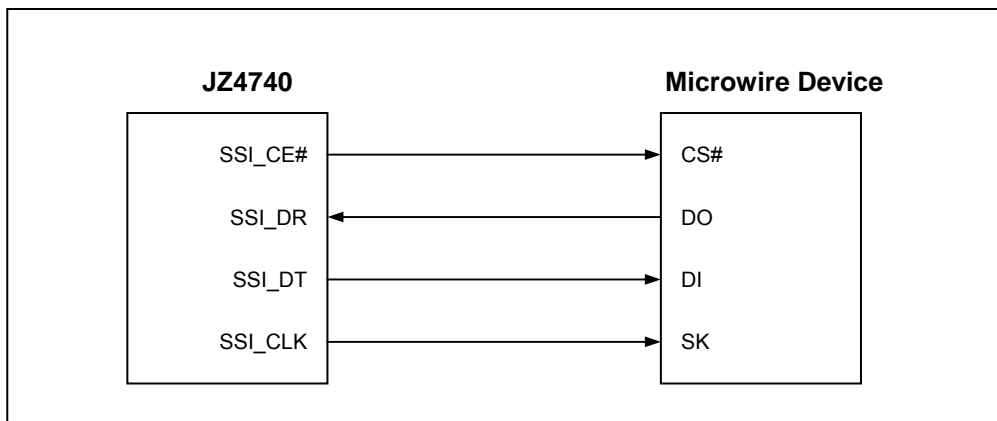 JZ4740
Microwire Device
SSI_CE#
CS#
SSI_DR
DO
SSI_DT
DI
SSI_CLK
SK